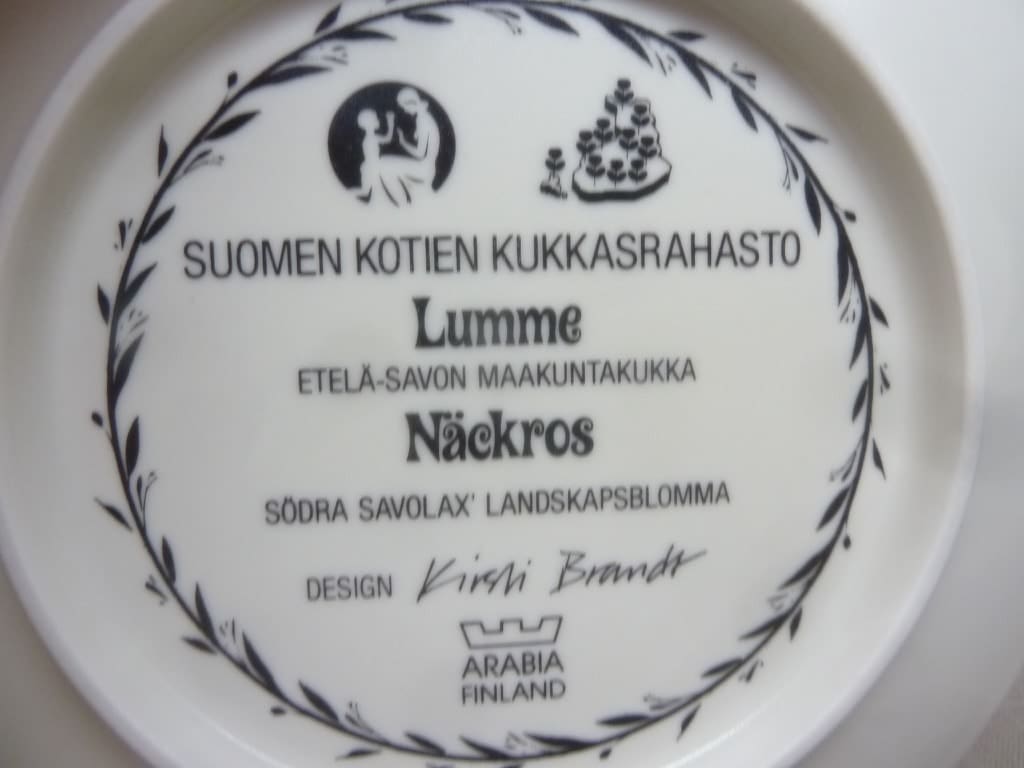 SUOMEN KOTIEN KUKKASRAHASTO
Lumme
ETELÄ-SAVON MAAKUNTAKUKKA
Näckros
SÖDRA SAVOLAX' LANDSKAPSBLOMMA
DESIGN Kirsti Brandt
ARABIA
FINLAND